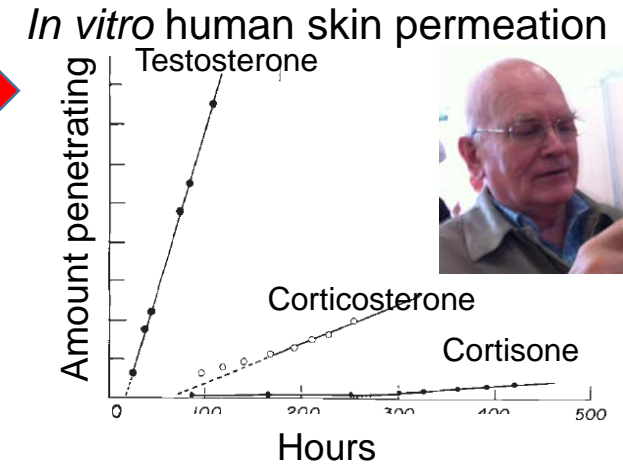 In vitro human skin permeation
Testosterone
Amount penetrating
Corticosterone
Cortisone
0 100 200 300 400 500
Hours